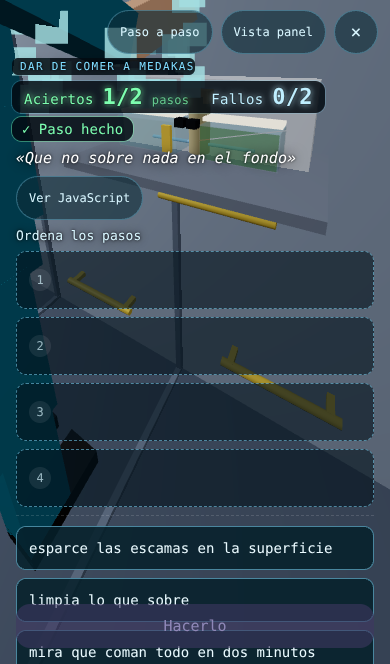 Paso a paso
Vista panel
×
DAR DE COMER A MEDAKAS
Aciertos 1/2 pasos Fallos 0/2
✓ Paso hecho
«Que no sobre nada en el fondo»
Ver JavaScript
Ordena los pasos
1
2
3
4
esparce las escamas en la superficie
limpia lo que sobre
Hacerlo
mira que coman todo en dos minutos